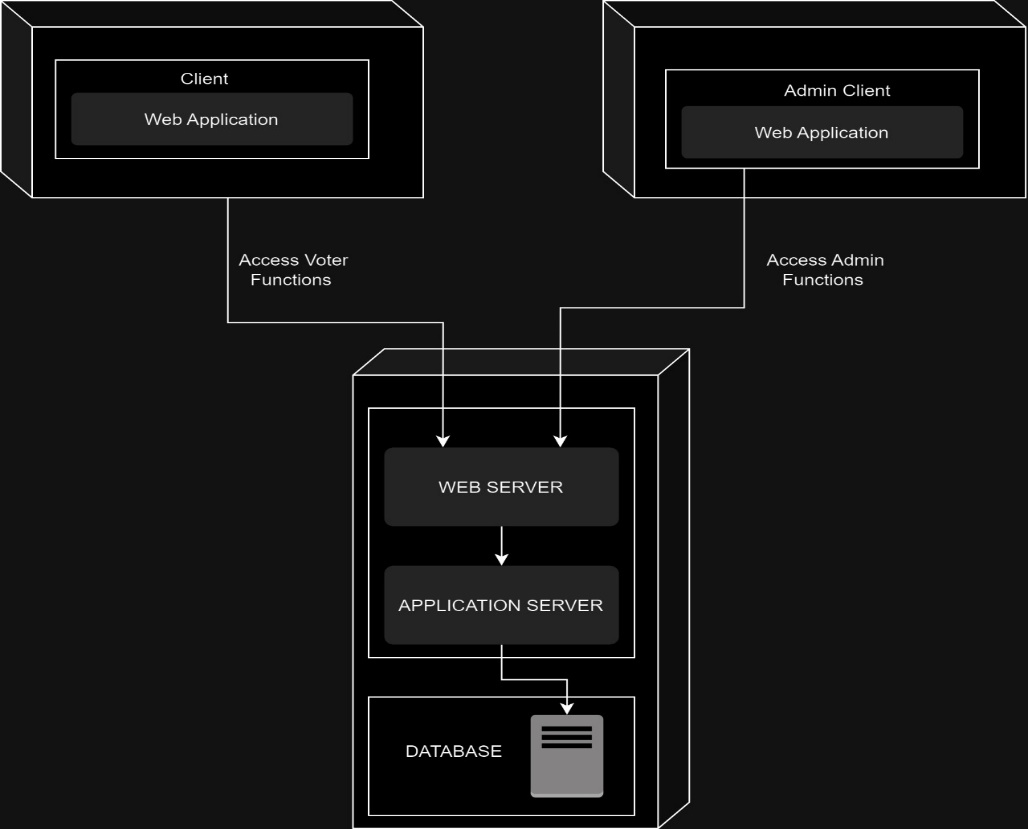 Client
Web Application
Admin Client
Web Application
Access Voter
Functions
Access Admin
Functions
WEB SERVER
APPLICATION SERVER
DATABASE